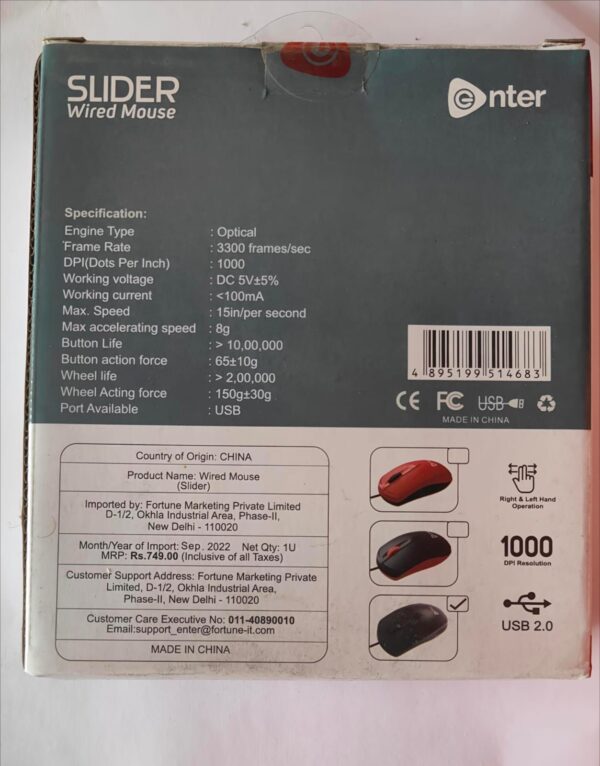 SLIDER
Wired Mouse
enter
Specification:
Engine Type : Optical
Frame Rate : 3300 frames/sec
DPI(Dots Per Inch) : 1000
Working voltage : DC 5V±5%
Working current : <100mA
Max. Speed : 15in/per second
Max accelerating speed : 8g
Button Life : > 10,00,000
Button action force : 65±10g
Wheel life : > 2,00,000
Wheel Acting force : 150g±30g
Port Available : USB
4 895199 514683
CE FC USB
MADE IN CHINA
Country of Origin: CHINA
Product Name: Wired Mouse
(Slider)
Imported by: Fortune Marketing Private Limited
D-1/2, Okhla Industrial Area, Phase-II,
New Delhi - 110020
Month/Year of Import: Sep. 2022 Net Qty: 1U
MRP: Rs.749.00 (Inclusive of all Taxes)
Customer Support Address: Fortune Marketing Private
Limited, D-1/2, Okhla Industrial Area,
Phase-II, New Delhi - 110020
Customer Care Executive No: 011-40890010
Email:support_enter@fortune-it.com
MADE IN CHINA
Right & Left Hand
Operation
1000
DPI Resolution
USB 2.0